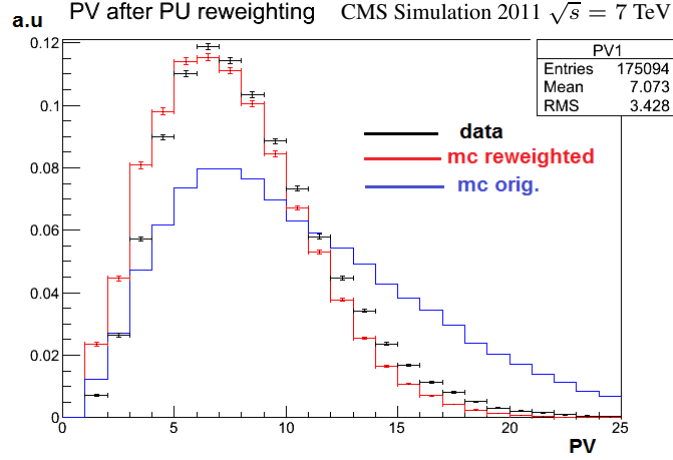 PV after PU reweighting CMS Simulation 2011 √s = 7 TeV
a.u
PV1
Entries 175094
Mean 7.073
RMS 3.428
data
mc reweighted
mc orig.
0.12
0.1
0.08
0.06
0.04
0.02
0
0 5 10 15 20 25
PV